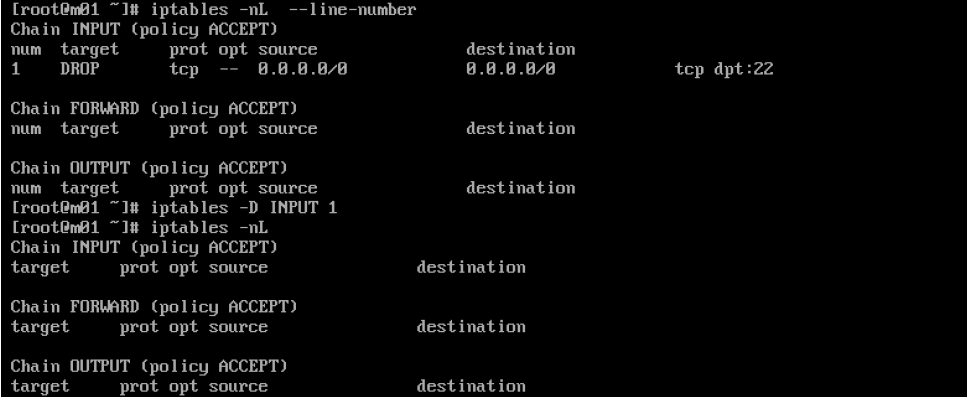 [root@m01 ~]# iptables -nL  --line-number
Chain INPUT (policy ACCEPT)
num  target     prot opt source               destination
1    DROP       tcp  --  0.0.0.0/0            0.0.0.0/0            tcp dpt:22

Chain FORWARD (policy ACCEPT)
num  target     prot opt source               destination

Chain OUTPUT (policy ACCEPT)
num  target     prot opt source               destination
[root@m01 ~]# iptables -D INPUT 1
[root@m01 ~]# iptables -nL
Chain INPUT (policy ACCEPT)
target     prot opt source               destination

Chain FORWARD (policy ACCEPT)
target     prot opt source               destination

Chain OUTPUT (policy ACCEPT)
target     prot opt source               destination